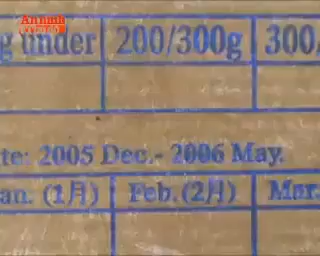 g under 200/300g 300/
te: 2005 Dec.- 2006 May.
an. (1月) Feb. (2月) Mar.